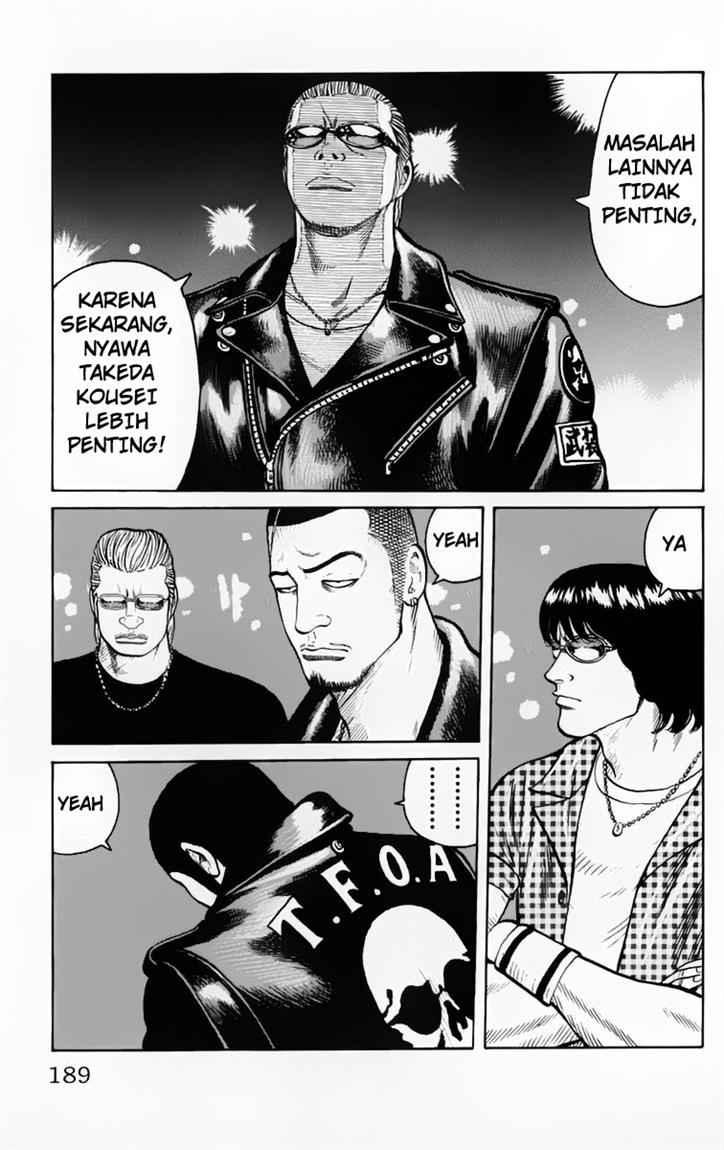 MASALAH
LAINNYA
TIDAK
PENTING,
KARENA
SEKARANG,
NYAWA
TAKEDA
KOUSEI
LEBIH
PENTING!
YA
YEAH
YEAH
T.F.O.A
189